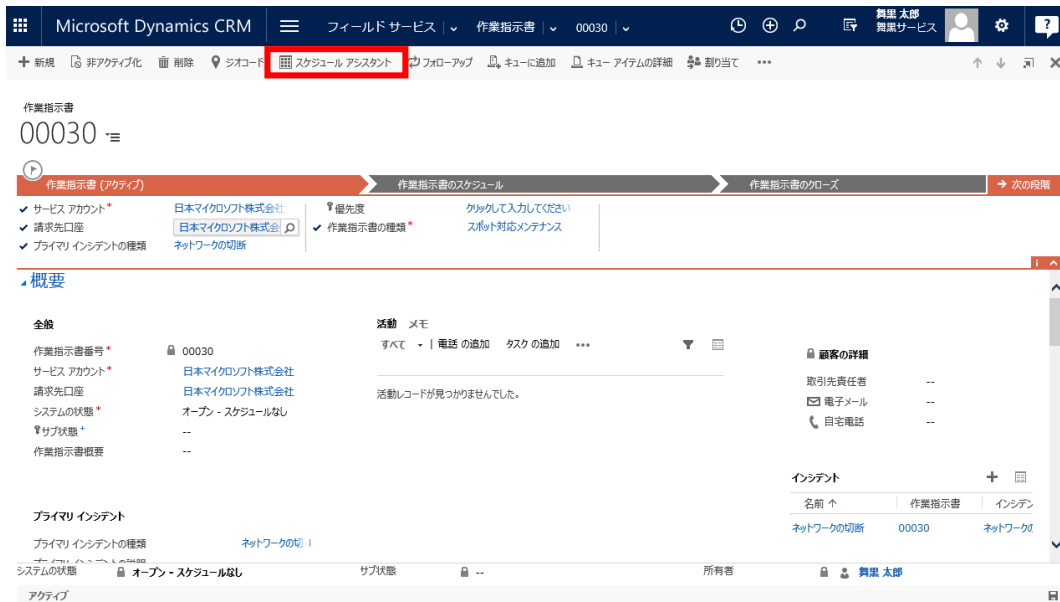 Microsoft Dynamics CRM フィールド サービス 作業指示書 00030 舞黒 太郎
舞黒サービス
新規 非アクティブ化 削除 ジオコード スケジュール アシスタント フォローアップ キューに追加 キュー アイテムの詳細 割り当て •••
作業指示書
00030
作業指示書 (アクティブ) 作業指示書のスケジュール 作業指示書のクローズ → 次の段階
サービス アカウント* 日本マイクロソフト株式会社 優先度 クリックして入力してください
請求先口座 日本マイクロソフト株式会 作業指示書の種類* スポット対応メンテナンス
プライマリ インシデントの種類 ネットワークの切断
概要
全般
作業指示書番号* 00030
サービス アカウント* 日本マイクロソフト株式会社
請求先口座 日本マイクロソフト株式会社
システムの状態* オープン - スケジュールなし
サブ状態+ --
作業指示書概要 --
プライマリ インシデント
プライマリ インシデントの種類 ネットワークの切
活動 メモ
すべて | 電話 の追加 タスク の追加 •••
活動レコードが見つかりませんでした。
顧客の詳細
取引先責任者 --
電子メール --
自宅電話 --
インシデント
名前 ↑ 作業指示書 インシデン
ネットワークの切断 00030 ネットワークの
システムの状態 オープン - スケジュールなし サブ状態 -- 所有者 舞黒 太郎
アクティブ